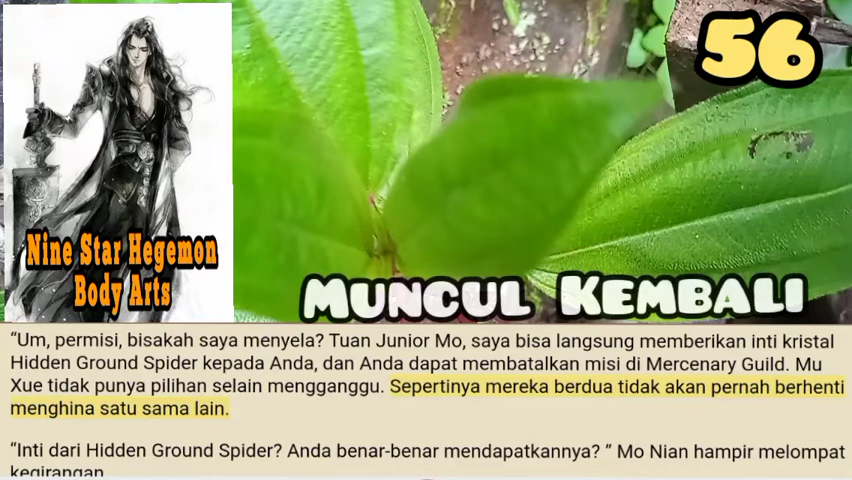 56
Nine Star Hegemon
Body Arts
Muncul Kembali
“Um, permisi, bisakah saya menyela? Tuan Junior Mo, saya bisa langsung memberikan inti kristal
Hidden Ground Spider kepada Anda, dan Anda dapat membatalkan misi di Mercenary Guild. Mu
Xue tidak punya pilihan selain mengganggu. Sepertinya mereka berdua tidak akan pernah berhenti
menghina satu sama lain.
“Inti dari Hidden Ground Spider? Anda benar-benar mendapatkannya? ” Mo Nian hampir melompat
kegirangan